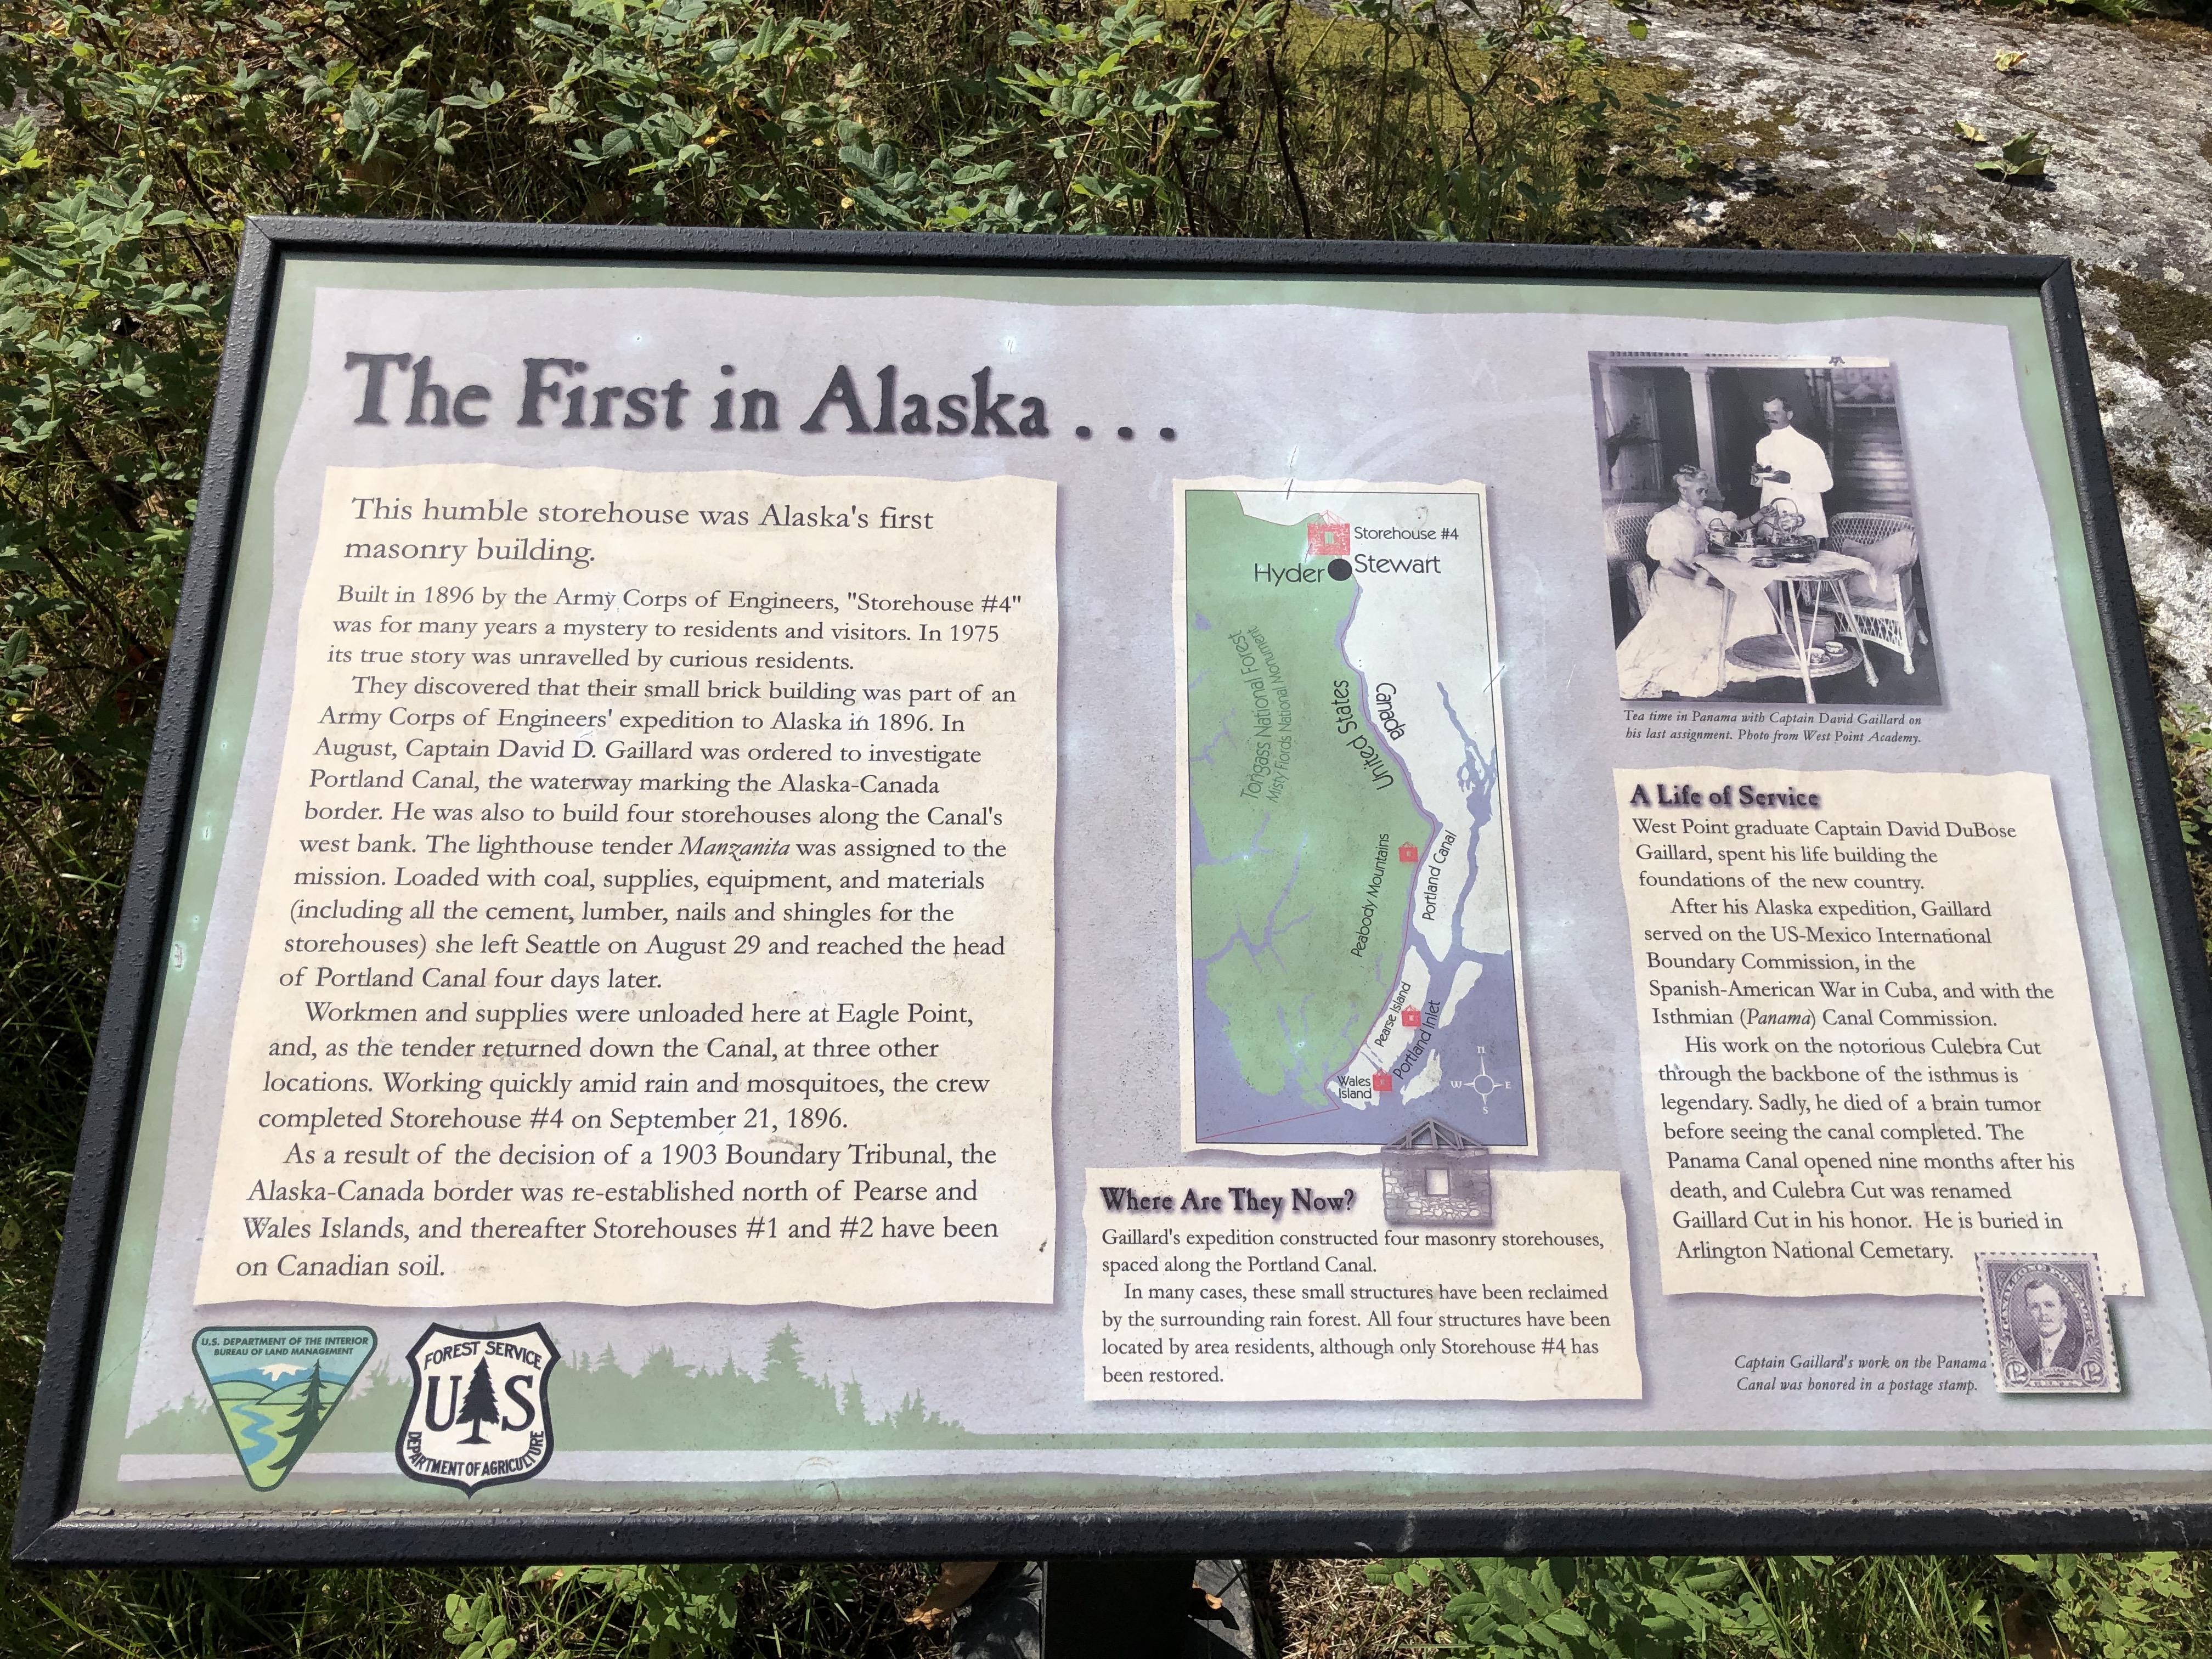 The First in Alaska . . .
This humble storehouse was Alaska's first
masonry building.
Built in 1896 by the Army Corps of Engineers, "Storehouse #4"
was for many years a mystery to residents and visitors. In 1975
its true story was unravelled by curious residents.
They discovered that their small brick building was part of an
Army Corps of Engineers' expedition to Alaska in 1896. In
August, Captain David D. Gaillard was ordered to investigate
Portland Canal, the waterway marking the Alaska-Canada
border. He was also to build four storehouses along the Canal's
west bank. The lighthouse tender Manzanita was assigned to the
mission. Loaded with coal, supplies, equipment, and materials
(including all the cement, lumber, nails and shingles for the
storehouses) she left Seattle on August 29 and reached the head
of Portland Canal four days later.
Workmen and supplies were unloaded here at Eagle Point,
and, as the tender returned down the Canal, at three other
locations. Working quickly amid rain and mosquitoes, the crew
completed Storehouse #4 on September 21, 1896.
As a result of the decision of a 1903 Boundary Tribunal, the
Alaska-Canada border was re-established north of Pearse and
Wales Islands, and thereafter Storehouses #1 and #2 have been
on Canadian soil.
U.S. DEPARTMENT OF THE INTERIOR
BUREAU OF LAND MANAGEMENT
FOREST SERVICE
US
DEPARTMENT OF AGRICULTURE
Storehouse #4
Hyder
Stewart
Tongass National Forest
Misty Fiords National Monument
United States
Canada
Peabody Mountains
Portland Canal
Pearse Island
Portland Inlet
Wales
Island
N
W
E
S
Where Are They Now?
Gaillard's expedition constructed four masonry storehouses,
spaced along the Portland Canal.
In many cases, these small structures have been reclaimed
by the surrounding rain forest. All four structures have been
located by area residents, although only Storehouse #4 has
been restored.
Tea time in Panama with Captain David Gaillard on
his last assignment. Photo from West Point Academy.
A Life of Service
West Point graduate Captain David DuBose
Gaillard, spent his life building the
foundations of the new country.
After his Alaska expedition, Gaillard
served on the US-Mexico International
Boundary Commission, in the
Spanish-American War in Cuba, and with the
Isthmian (Panama) Canal Commission.
His work on the notorious Culebra Cut
through the backbone of the isthmus is
legendary. Sadly, he died of a brain tumor
before seeing the canal completed. The
Panama Canal opened nine months after his
death, and Culebra Cut was renamed
Gaillard Cut in his honor. He is buried in
Arlington National Cemetary.
Captain Gaillard's work on the Panama
Canal was honored in a postage stamp.
12
12